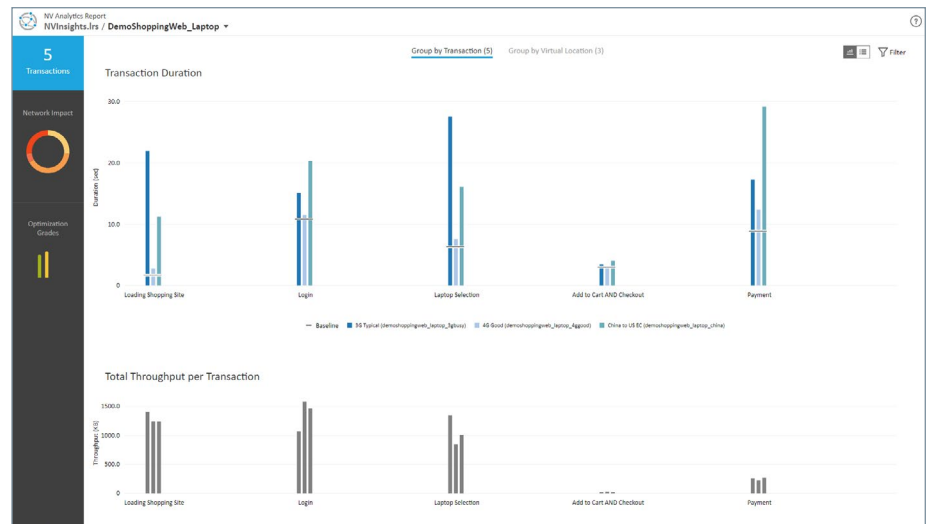 NV Analytics Report
NVInsights.lrs / DemoShoppingWeb_Laptop
5
Transactions
Network Impact
Optimization
Grades
Group by Transaction (5) Group by Virtual Location (3)
Filter
Transaction Duration
Duration [sec]
30.0
20.0
10.0
0
Loading Shopping Site Login Laptop Selection Add to Cart AND Checkout Payment
Baseline 3G Typical (demoshoppingweb_laptop_3gbusy) 4G Good (demoshoppingweb_laptop_4ggood) China to US EC (demoshoppingweb_laptop_china)
Total Throughput per Transaction
Throughput [KB]
1500.0
1000.0
500.0
0
Loading Shopping Site Login Laptop Selection Add to Cart AND Checkout Payment